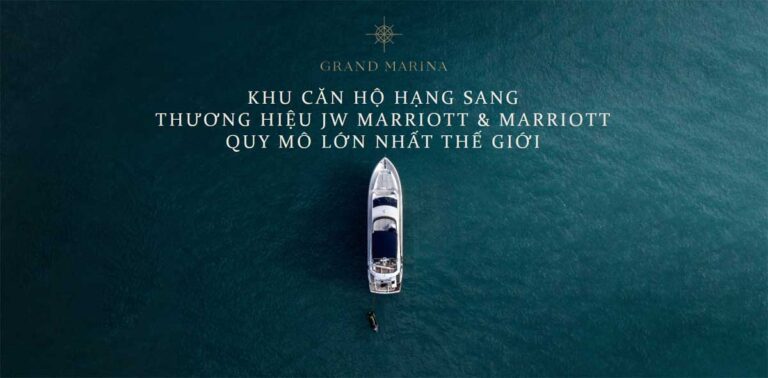 GRAND MARINA
KHU CĂN HỘ HẠNG SANG
THƯƠNG HIỆU JW MARRIOTT & MARRIOTT
QUY MÔ LỚN NHẤT THẾ GIỚI